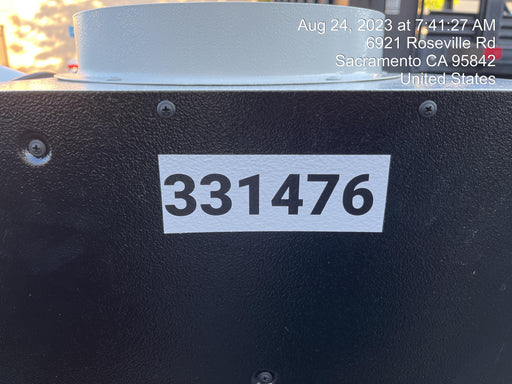 Aug 24, 2023 at 7:41:27 AM
6921 Roseville Rd
Sacramento CA 95842
United States
331476